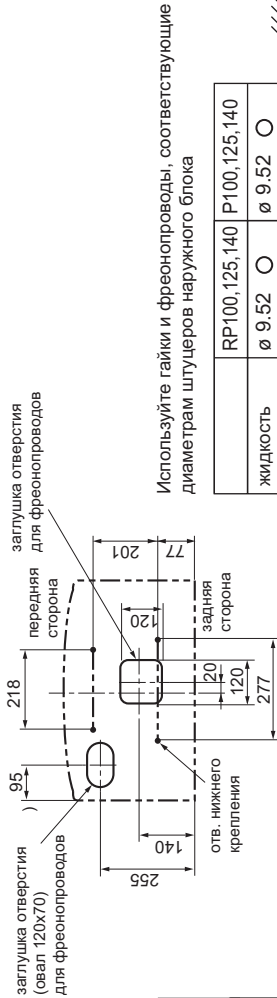 заглушка отверстия
(овал 120x70)
для фреонопроводов
95
)
218
передняя
сторона
заглушка отверстия
для фреонопроводов
201
77
120
255
140
20
120
277
задняя
сторона
отв. нижнего
крепления
Используйте гайки и фреонопроводы, соответствующие
диаметрам штуцеров наружного блока
RP100,125,140 P100,125,140
жидкость ø 9.52 ø 9.52